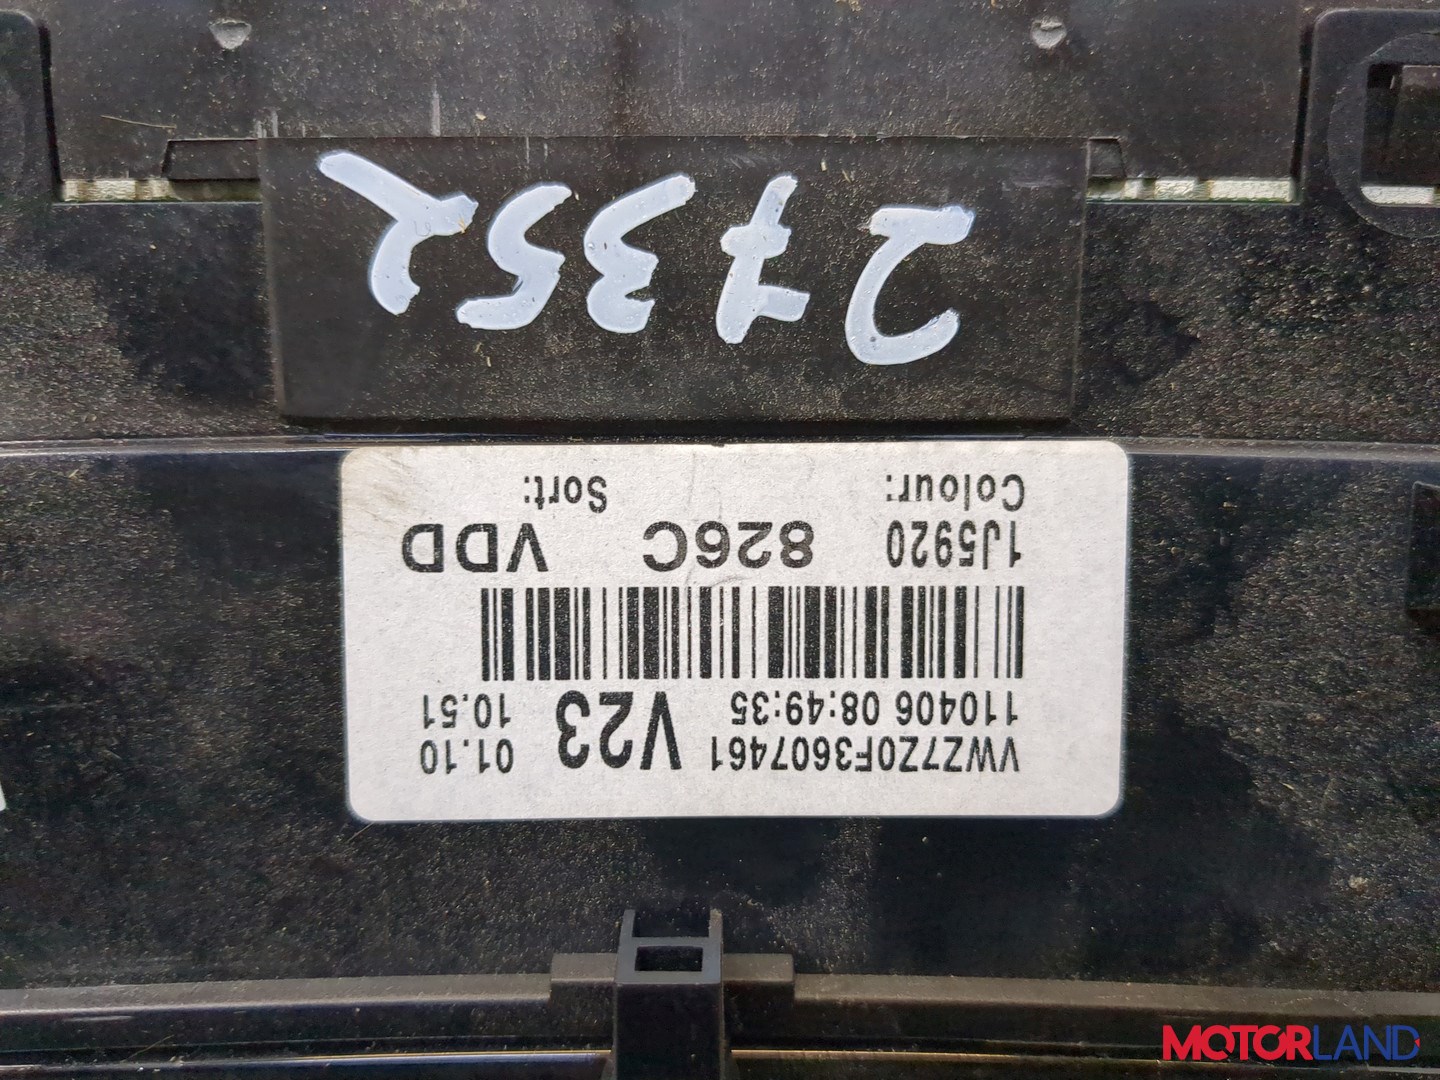 VWZ7Z0F3607461 V23 01.10
110406 08:49:35 10.51
1J5920 826C VDD
Colour: Sort:
27352
MOTORLAND